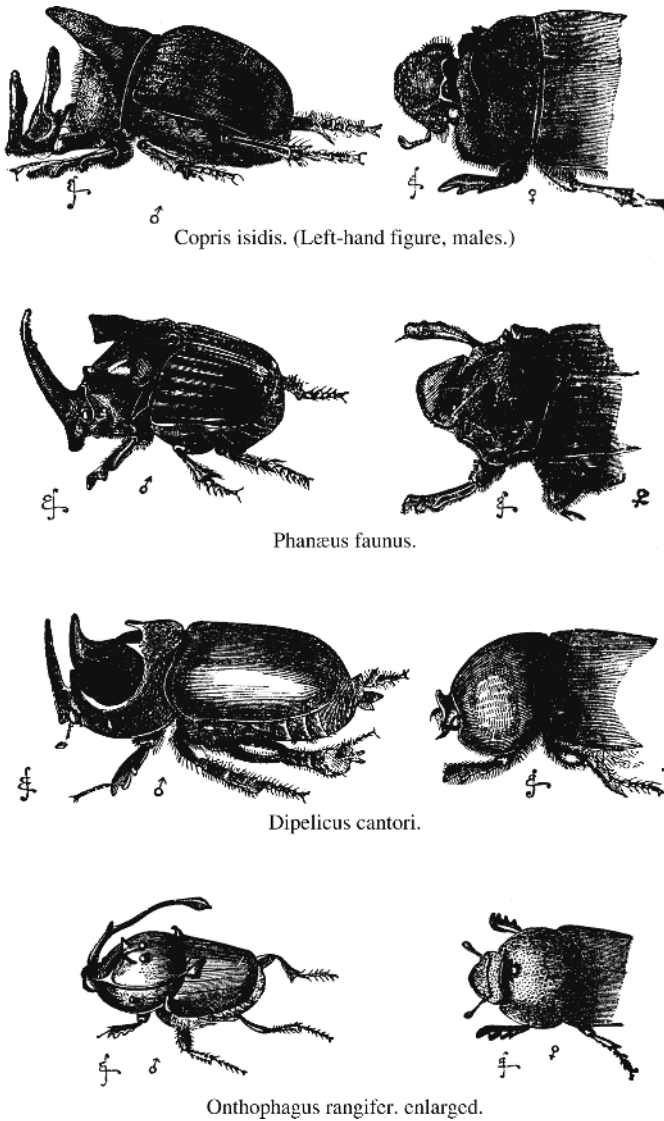 ♂ ♀
Copris isidis. (Left-hand figure, males.)
♂ ♀
Phanæus faunus.
♂
Dipelicus cantori.
♂ ♀
Onthophagus rangifer. enlarged.